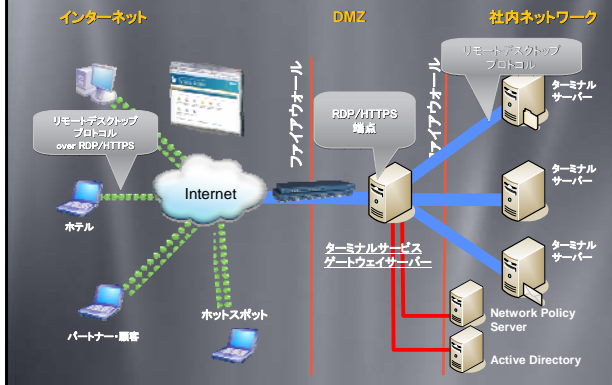 インターネット
DMZ
社内ネットワーク
リモートデスクトップ
プロトコル
over RDP/HTTPS
ファイアウォール
RDP/HTTPS
端点
ファイアウォール
リモートデスクトップ
プロトコル
ターミナル
サーバー
Internet
ホテル
ターミナル
サーバー
ターミナルサービス
ゲートウェイサーバー
ターミナル
サーバー
パートナー・顧客
ホットスポット
Network Policy
Server
Active Directory